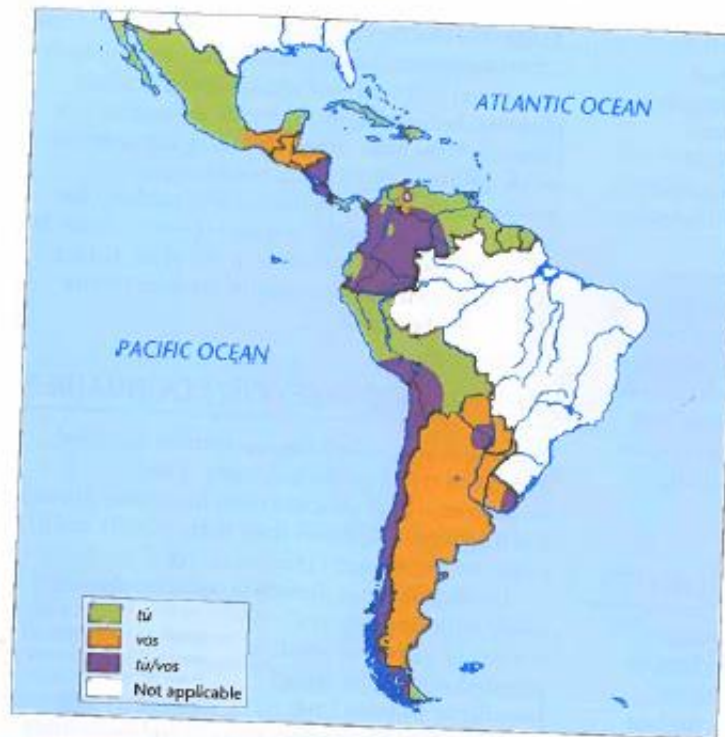 ATLANTIC OCEAN
PACIFIC OCEAN
tú
vos
tú/vos
Not applicable